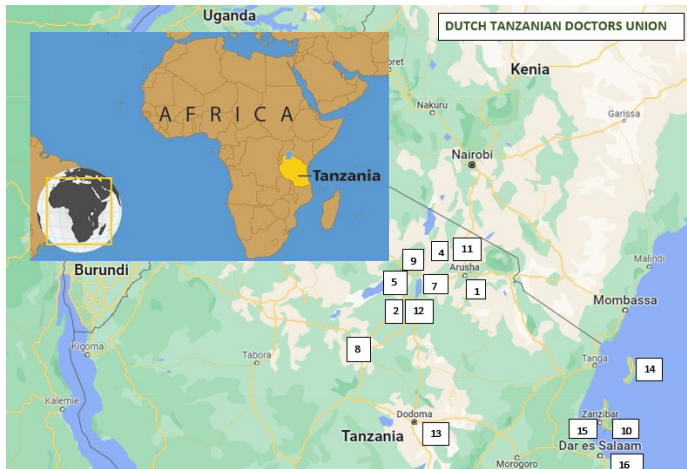 Uganda
DUTCH TANZANIAN DOCTORS UNION
oret
Kenia
Nakuru
Garissa
AFRICA
Nairobi
Tanzania
4
11
9
Arusha
Malindi
Burundi
5
7
1
Mombassa
2
12
Kigoma
8
Tabora
Tanga
14
Kalemie
Dodoma
Zanzibar
Tanzania
13
15
10
Dar es Salaam
Morogoro
16